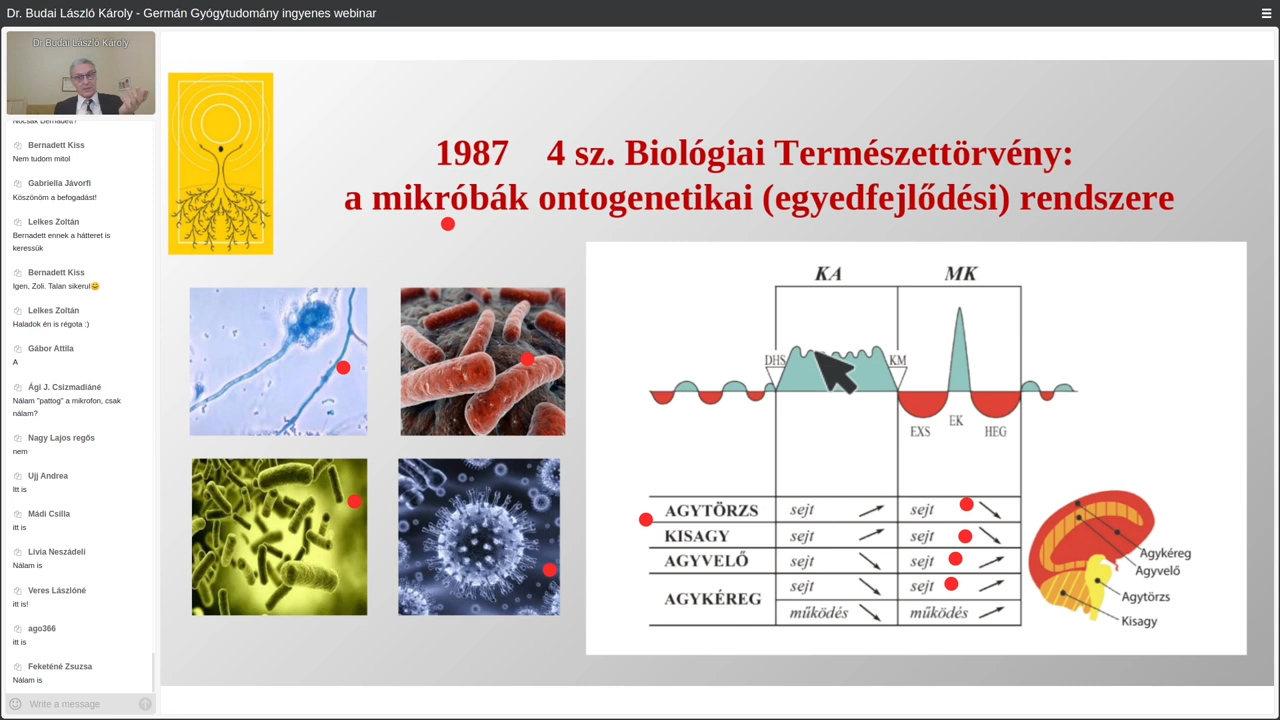 Dr. Budai László Károly - Germán Gyógytudomány ingyenes webinar
Dr Budai László Károly
Nocsak Bernadett?
Bernadett Kiss
Nem tudom mitol
Gabriella Jávorfi
Köszönöm a befogadást!
Lelkes Zoltán
Bernadett ennek a hátteret is
keressük
Bernadett Kiss
Igen, Zoli. Talan sikerul😄
Lelkes Zoltán
Haladok én is régota :)
Gábor Attila
A
Ági J. Csizmadiáné
Nálam "pattog" a mikrofon, csak
nálam?
Nagy Lajos regős
nem
Ujj Andrea
Itt is
Mádi Csilla
itt is
Lívia Neszádeli
Nálam is
Veres Lászlóné
itt is!
ago366
itt is
Feketéné Zsuzsa
Nálam is
Write a message
1987 4 sz. Biológiai Természettörvény:
a mikróbák ontogenetikai (egyedfejlődési) rendszere
KA MK
DHS KM
EXS EK HEG
AGYTÖRZS sejt sejt
KISAGY sejt sejt
AGYVELŐ sejt sejt
AGYKÉREG sejt sejt
működés működés
Agykéreg
Agyvelő
Agytörzs
Kisagy